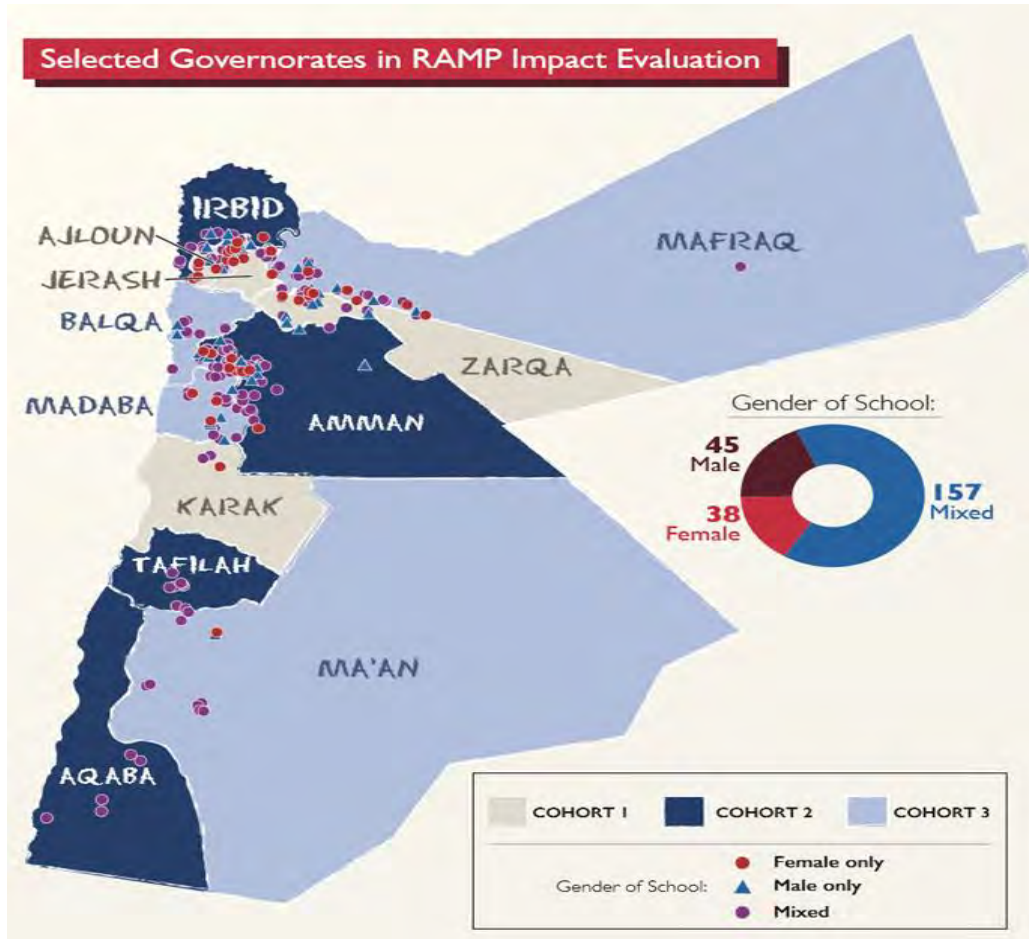 Selected Governorates in RAMP Impact Evaluation
IRBID
AJLOUN
MAFRAQ
JERASH
BALQA
ZARQA
MADABA
AMMAN
Gender of School:
45
Male
157
Mixed
38
Female
KARAK
TAFILAH
MA'AN
AQABA
COHORT 1 COHORT 2 COHORT 3
Gender of School:
Female only
Male only
Mixed